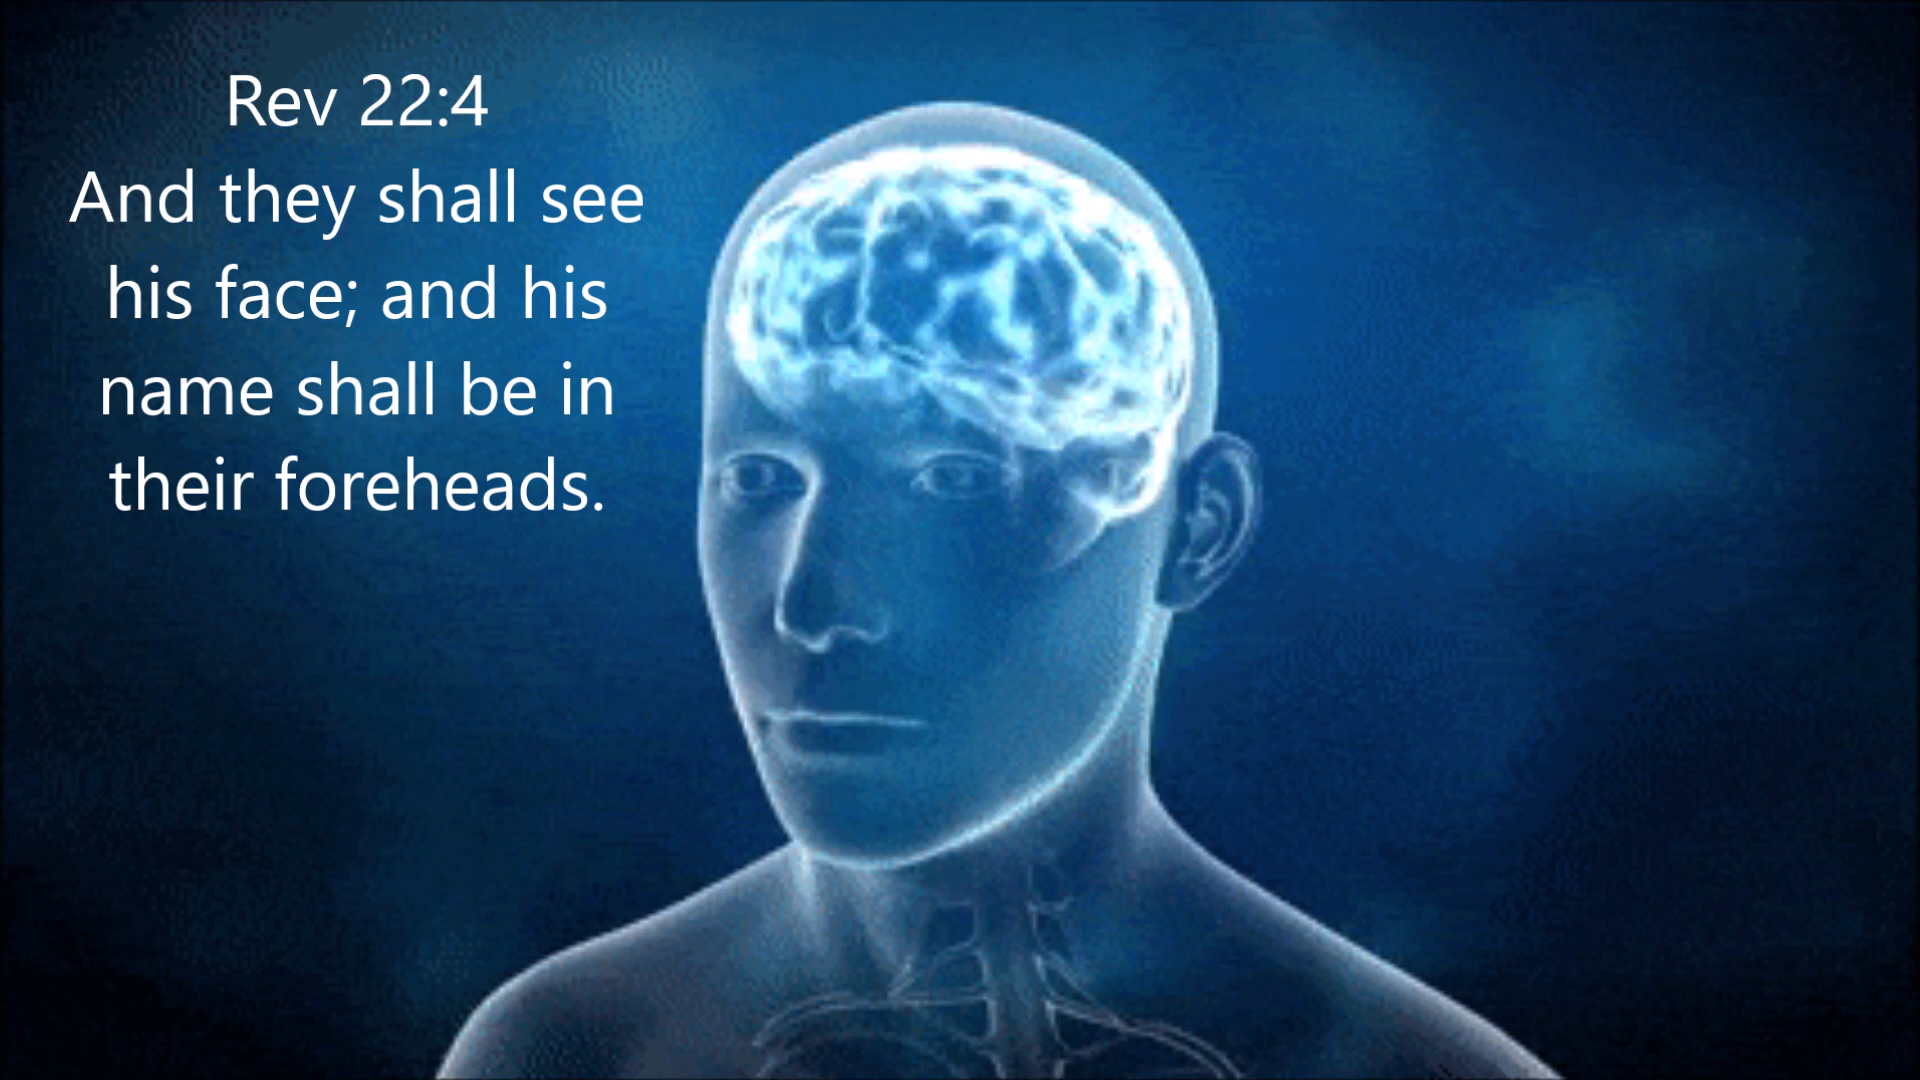 Rev 22:4
And they shall see
his face; and his
name shall be in
their foreheads.